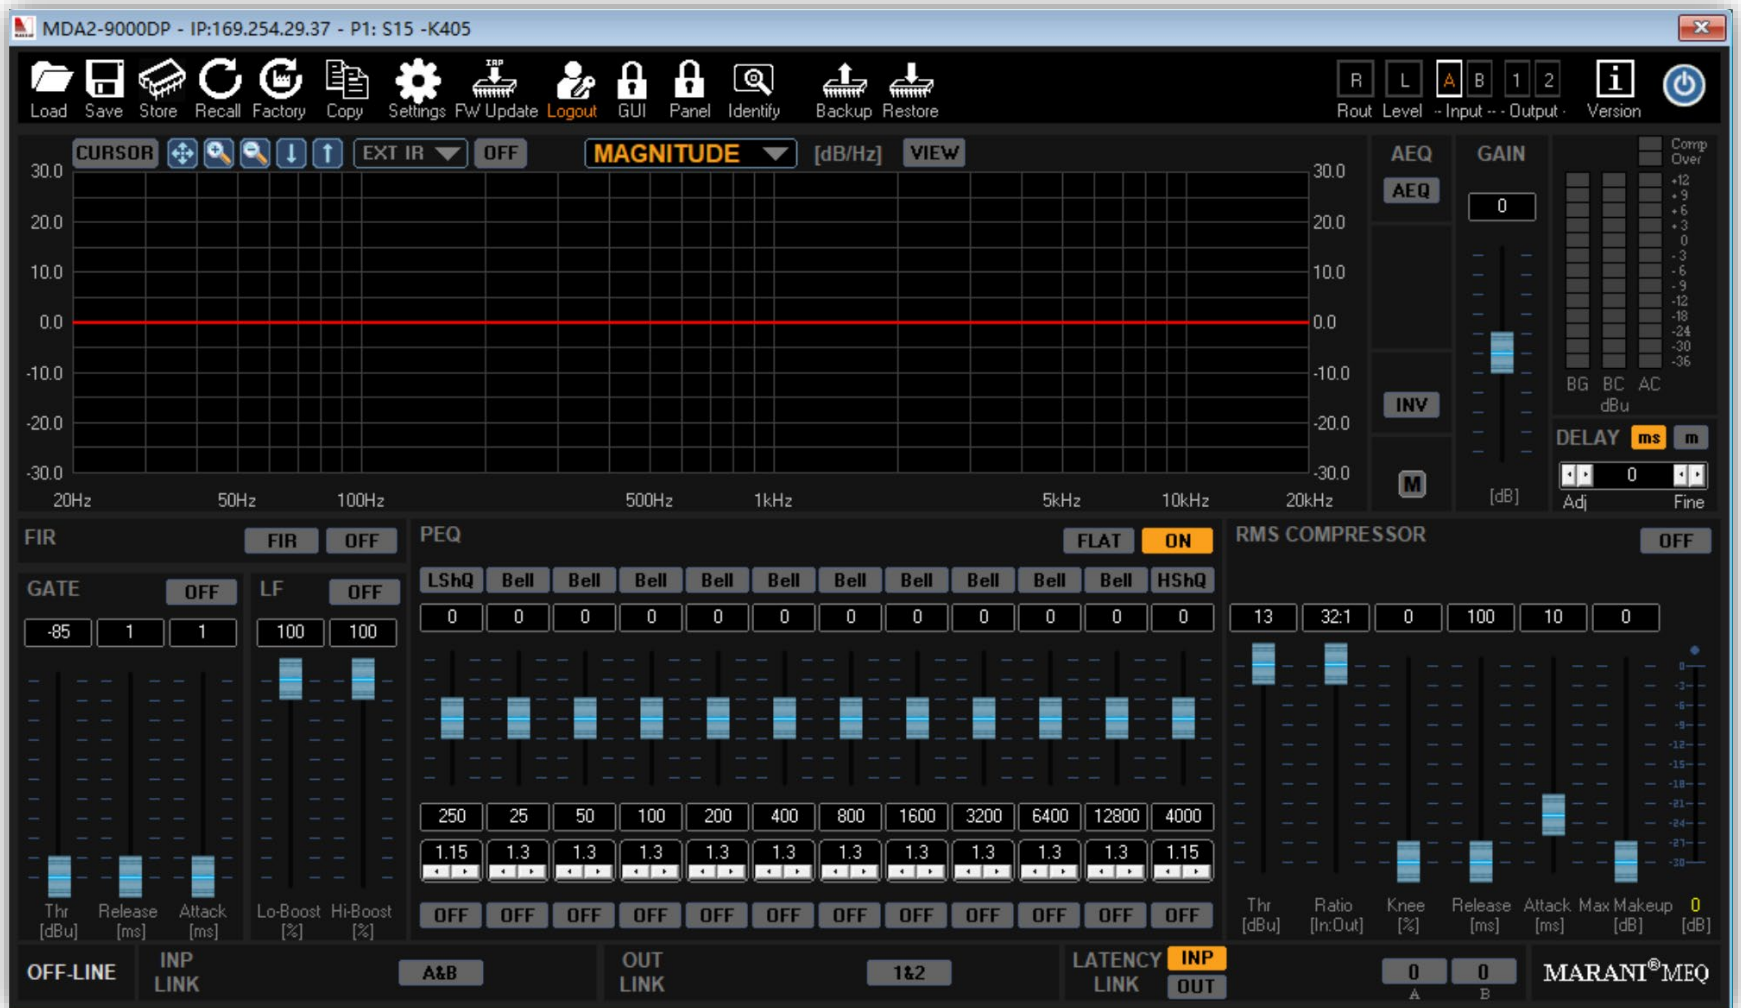 MDA2-9000DP - IP:169.254.29.37 - P1: S15 -K405
Load Save Store Recall Factory Copy Settings FW Update Logout GUI Panel Identify Backup Restore
R L A B 1 2
Rout Level -- Input -- -- Output - Version
CURSOR EXT IR OFF MAGNITUDE [dB/Hz] VIEW
30.0 30.0
20.0 20.0
10.0 10.0
0.0 0.0
-10.0 -10.0
-20.0 -20.0
-30.0 -30.0
20Hz 50Hz 100Hz 500Hz 1kHz 5kHz 10kHz 20kHz
AEQ
AEQ
INV
M
GAIN
0
[dB]
Comp
Over
+12
+ 9
+ 6
+ 3
0
- 3
- 6
- 9
-12
-18
-24
-30
-36
BG BC AC
dBu
DELAY ms m
0
Adj Fine
FIR FIR OFF
GATE OFF
-85 1 1
Thr Release Attack
[dBu] [ms] [ms]
LF OFF
100 100
Lo-Boost Hi-Boost
[%] [%]
PEQ FLAT ON
LShQ Bell Bell Bell Bell Bell Bell Bell Bell Bell Bell HShQ
0 0 0 0 0 0 0 0 0 0 0 0
250 25 50 100 200 400 800 1600 3200 6400 12800 4000
1.15 1.3 1.3 1.3 1.3 1.3 1.3 1.3 1.3 1.3 1.3 1.15
OFF OFF OFF OFF OFF OFF OFF OFF OFF OFF OFF OFF
RMS COMPRESSOR OFF
13 32:1 0 100 10 0
0
-3
-6
-9
-12
-15
-18
-21
-24
-27
-30
Thr Ratio Knee Release Attack Max Makeup 0
[dBu] [In:Out] [%] [ms] [ms] [dB] [dB]
OFF-LINE
INP
LINK
A&B
OUT
LINK
1&2
LATENCY INP
LINK OUT
0 0
A B
MARANI® MEQ